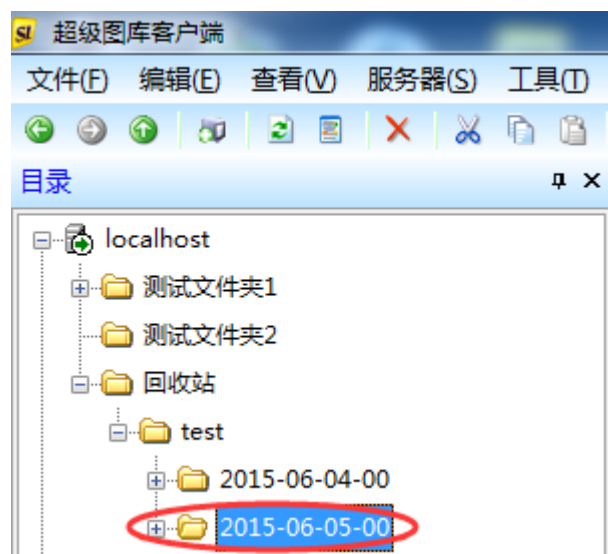 SL 超级图库客户端
文件(F) 编辑(E) 查看(V) 服务器(S) 工具(T)
目录
localhost
测试文件夹1
测试文件夹2
回收站
test
2015-06-04-00
2015-06-05-00